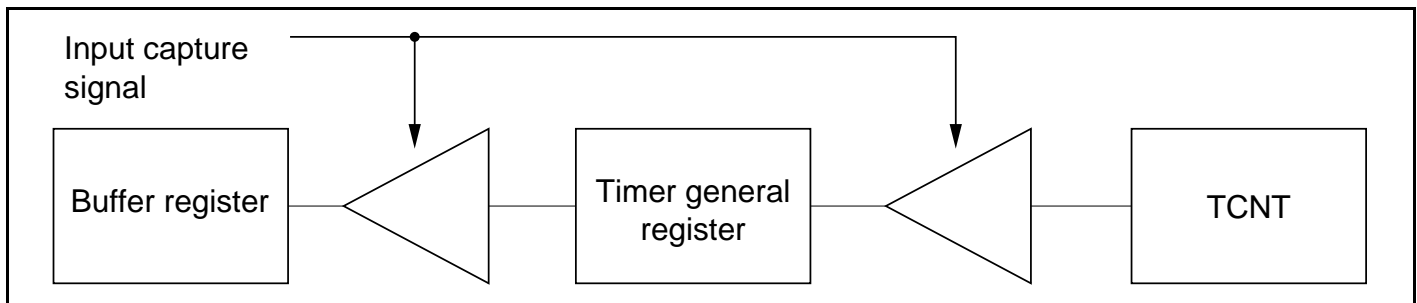 Input capture
signal
Buffer register
Timer general
register
TCNT